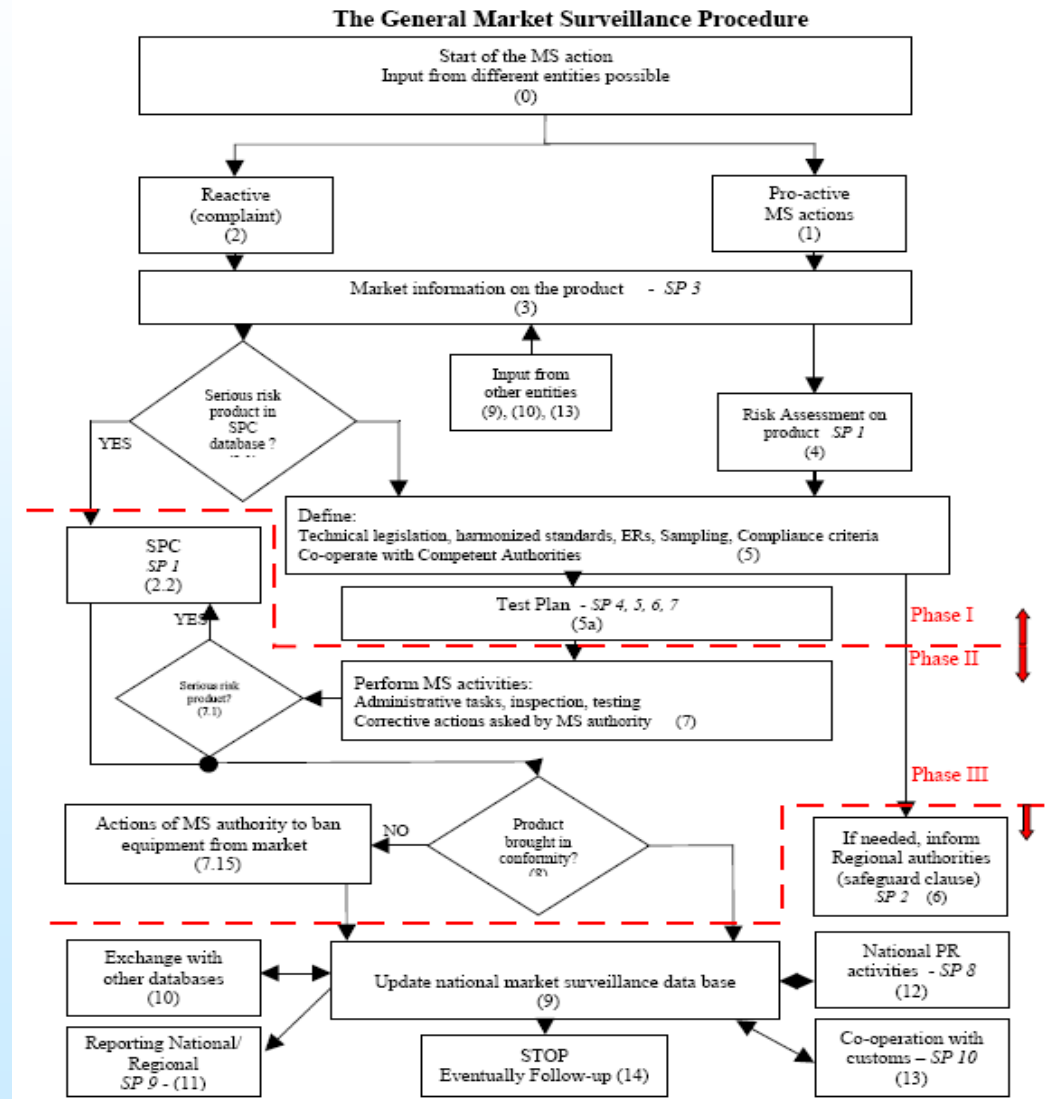 The General Market Surveillance Procedure
Start of the MS action
Input from different entities possible
(0)
Reactive
(complaint)
(2)
Pro-active
MS actions
(1)
Market information on the product - SP 3
(3)
Serious risk
product in
SPC
database ?
YES
Input from
other entities
(9), (10), (13)
Risk Assessment on
product SP 1
(4)
Define:
Technical legislation, harmonized standards, ERs, Sampling, Compliance criteria
Co-operate with Competent Authorities (5)
SPC
SP 1
(2.2)
Test Plan - SP 4, 5, 6, 7
(5a)
Phase I
Phase II
YES
Serious risk
product?
(7.1)
Perform MS activities:
Administrative tasks, inspection, testing
Corrective actions asked by MS authority (7)
Phase III
Actions of MS authority to ban
equipment from market
(7.15)
NO
Product
brought in
conformity?
(8)
If needed, inform
Regional authorities
(safeguard clause)
SP 2 (6)
Exchange with
other databases
(10)
Update national market surveillance data base
(9)
National PR
activities - SP 8
(12)
Reporting National/
Regional
SP 9 - (11)
STOP
Eventually Follow-up (14)
Co-operation with
customs – SP 10
(13)